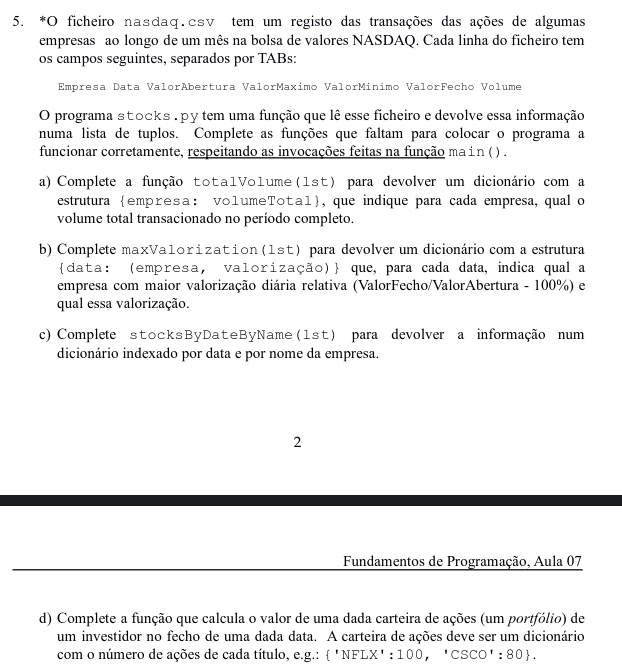 5. *O ficheiro nasdaq.csv tem um registo das transações das ações de algumas
empresas ao longo de um mês na bolsa de valores NASDAQ. Cada linha do ficheiro tem
os campos seguintes, separados por TABs:
Empresa Data ValorAbertura ValorMaximo ValorMinimo ValorFecho Volume
O programa stocks.py tem uma função que lê esse ficheiro e devolve essa informação
numa lista de tuplos. Complete as funções que faltam para colocar o programa a
funcionar corretamente, respeitando as invocações feitas na função main().
a) Complete a função totalVolume(lst) para devolver um dicionário com a
estrutura {empresa: volumeTotal}, que indique para cada empresa, qual o
volume total transacionado no período completo.
b) Complete maxValorization(lst) para devolver um dicionário com a estrutura
{data: (empresa, valorização)} que, para cada data, indica qual a
empresa com maior valorização diária relativa (ValorFecho/ValorAbertura - 100%) e
qual essa valorização.
c) Complete stocksByDateByName(lst) para devolver a informação num
dicionário indexado por data e por nome da empresa.
2
Fundamentos de Programação, Aula 07
d) Complete a função que calcula o valor de uma dada carteira de ações (um portfólio) de
um investidor no fecho de uma dada data. A carteira de ações deve ser um dicionário
com o número de ações de cada título, e.g.: {'NFLX':100, 'CSCO':80}.